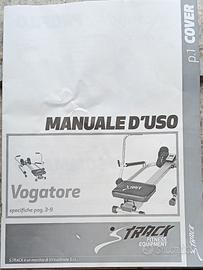 p.1 COVER
MANUALE D'USO
Vogatore
specifiche pag. 3-9
STRACK
FITNESS
EQUIPMENT